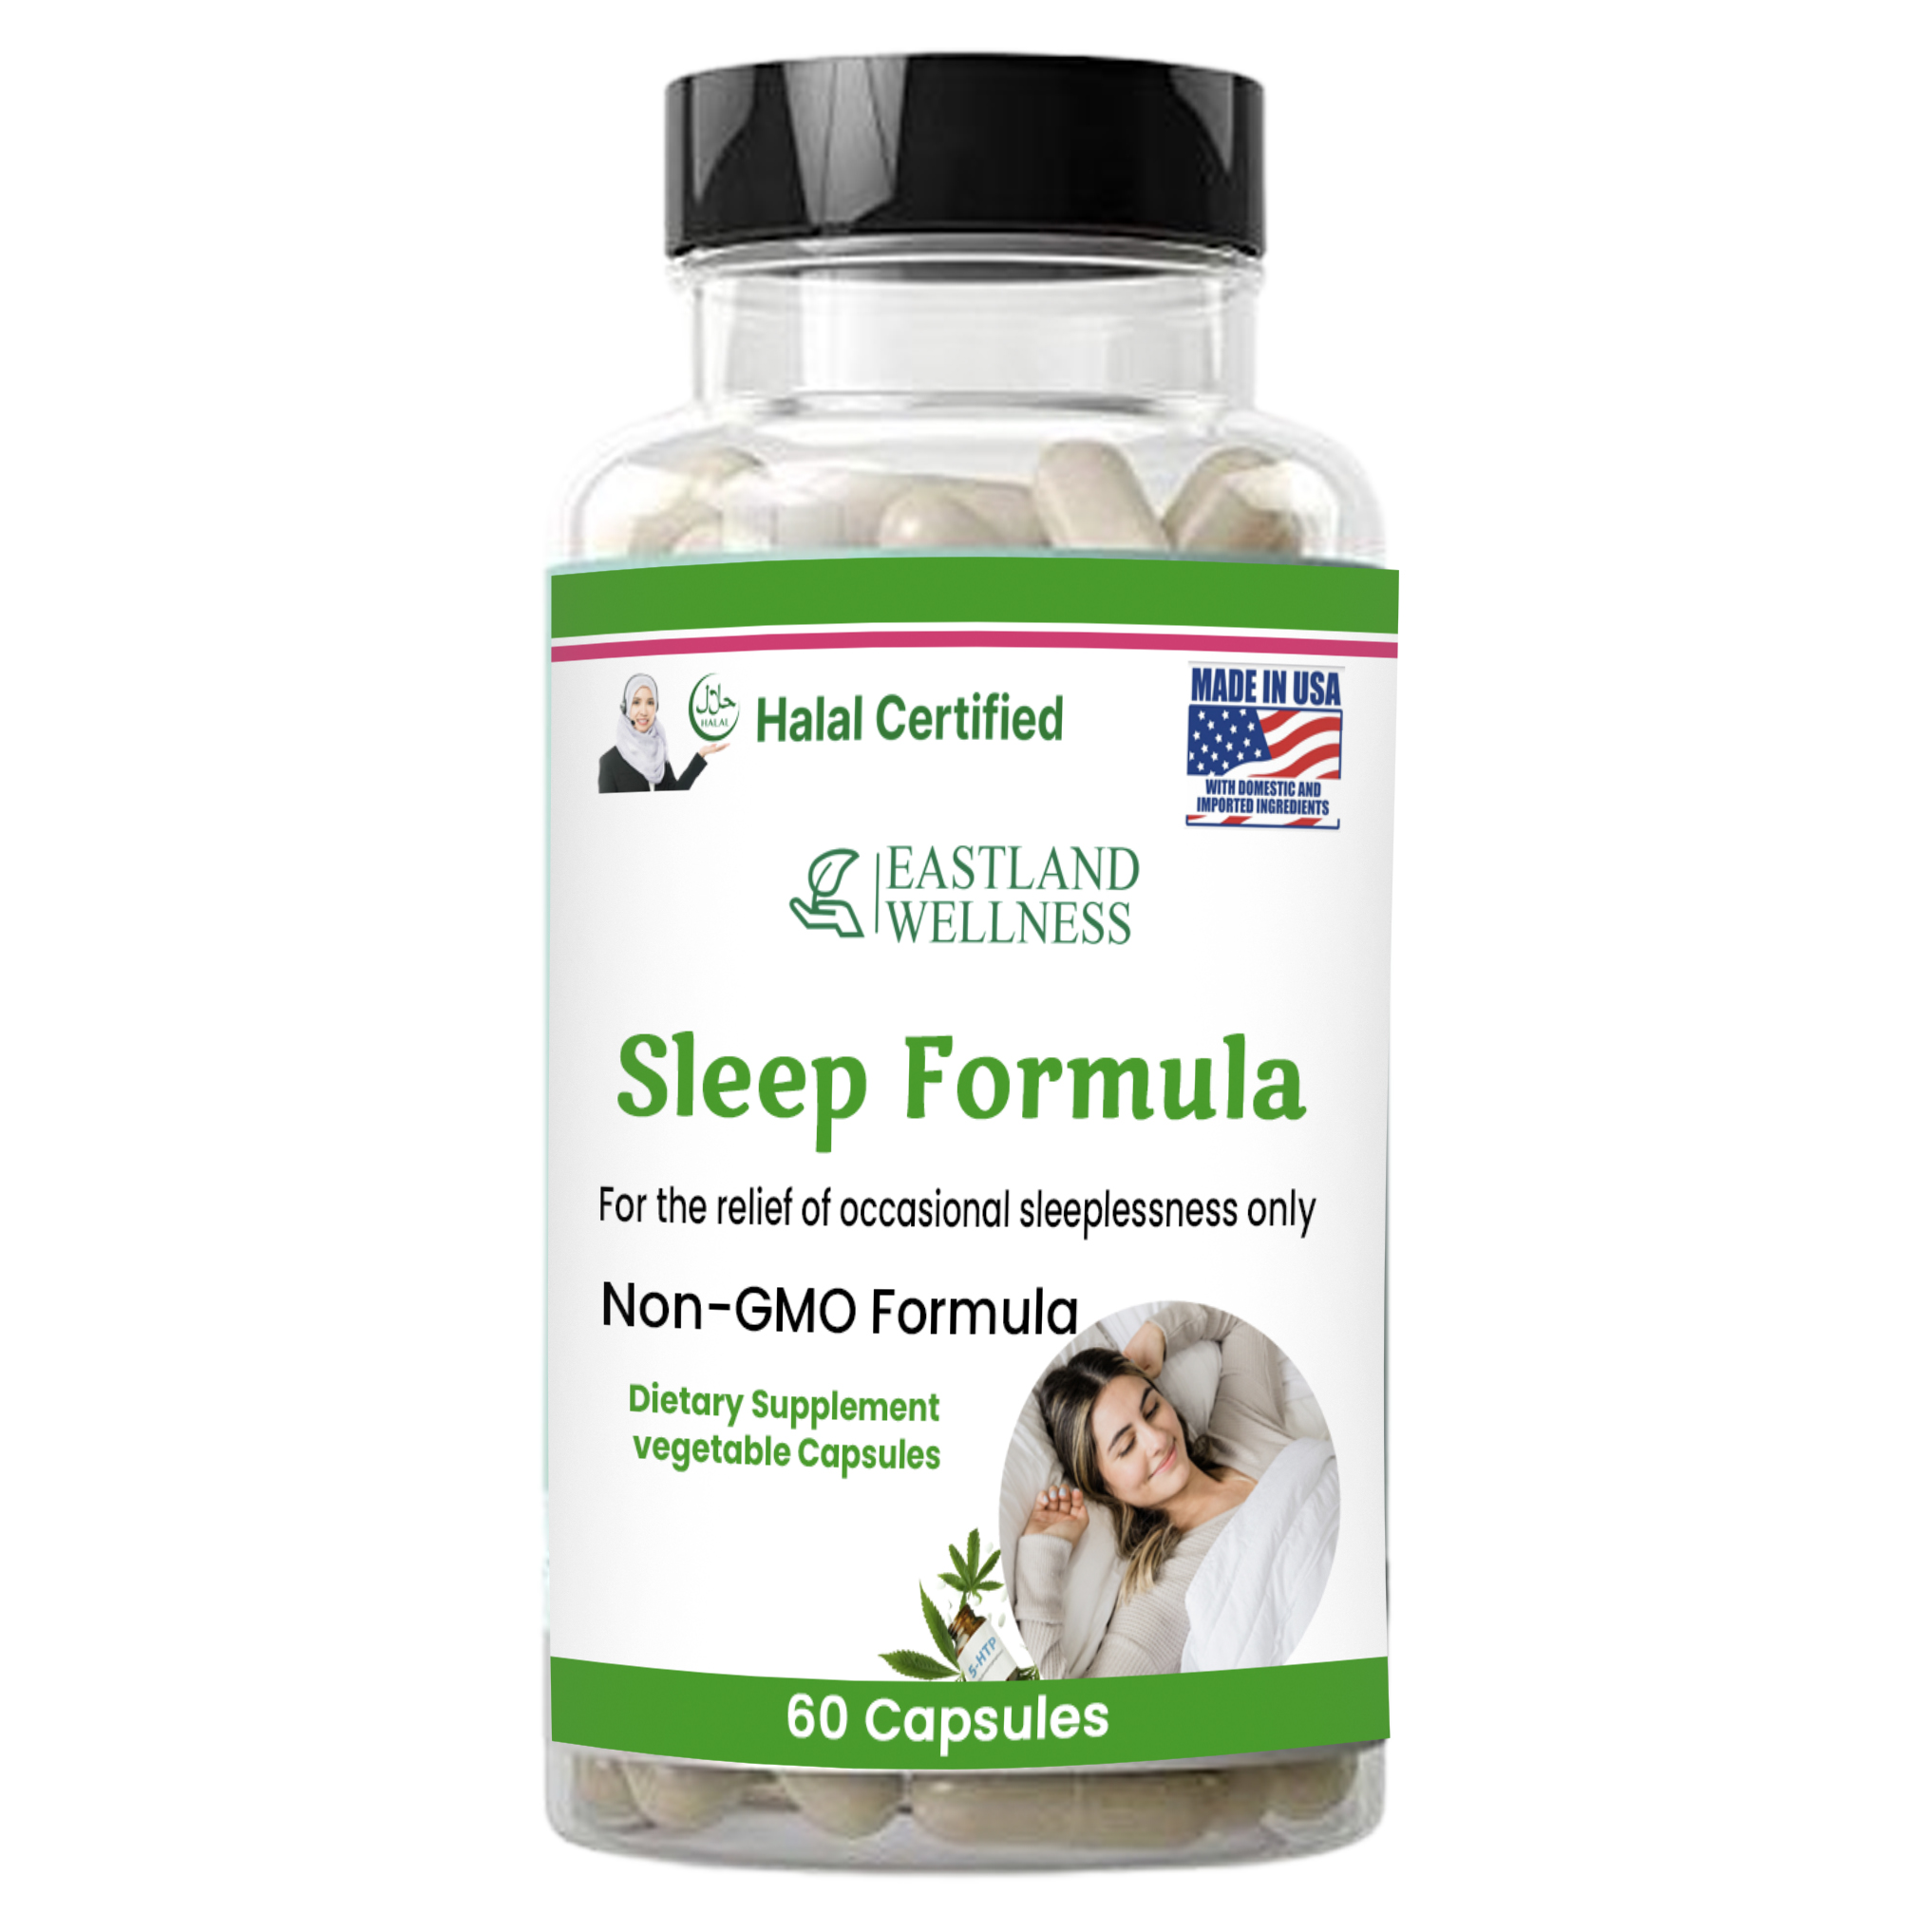 حلال
HALAL
Halal Certified
MADE IN USA
WITH DOMESTIC AND
IMPORTED INGREDIENTS
EASTLAND
WELLNESS
Sleep Formula
For the relief of occasional sleeplessness only
Non-GMO Formula
Dietary Supplement
vegetable Capsules
5-HTP
60 Capsules